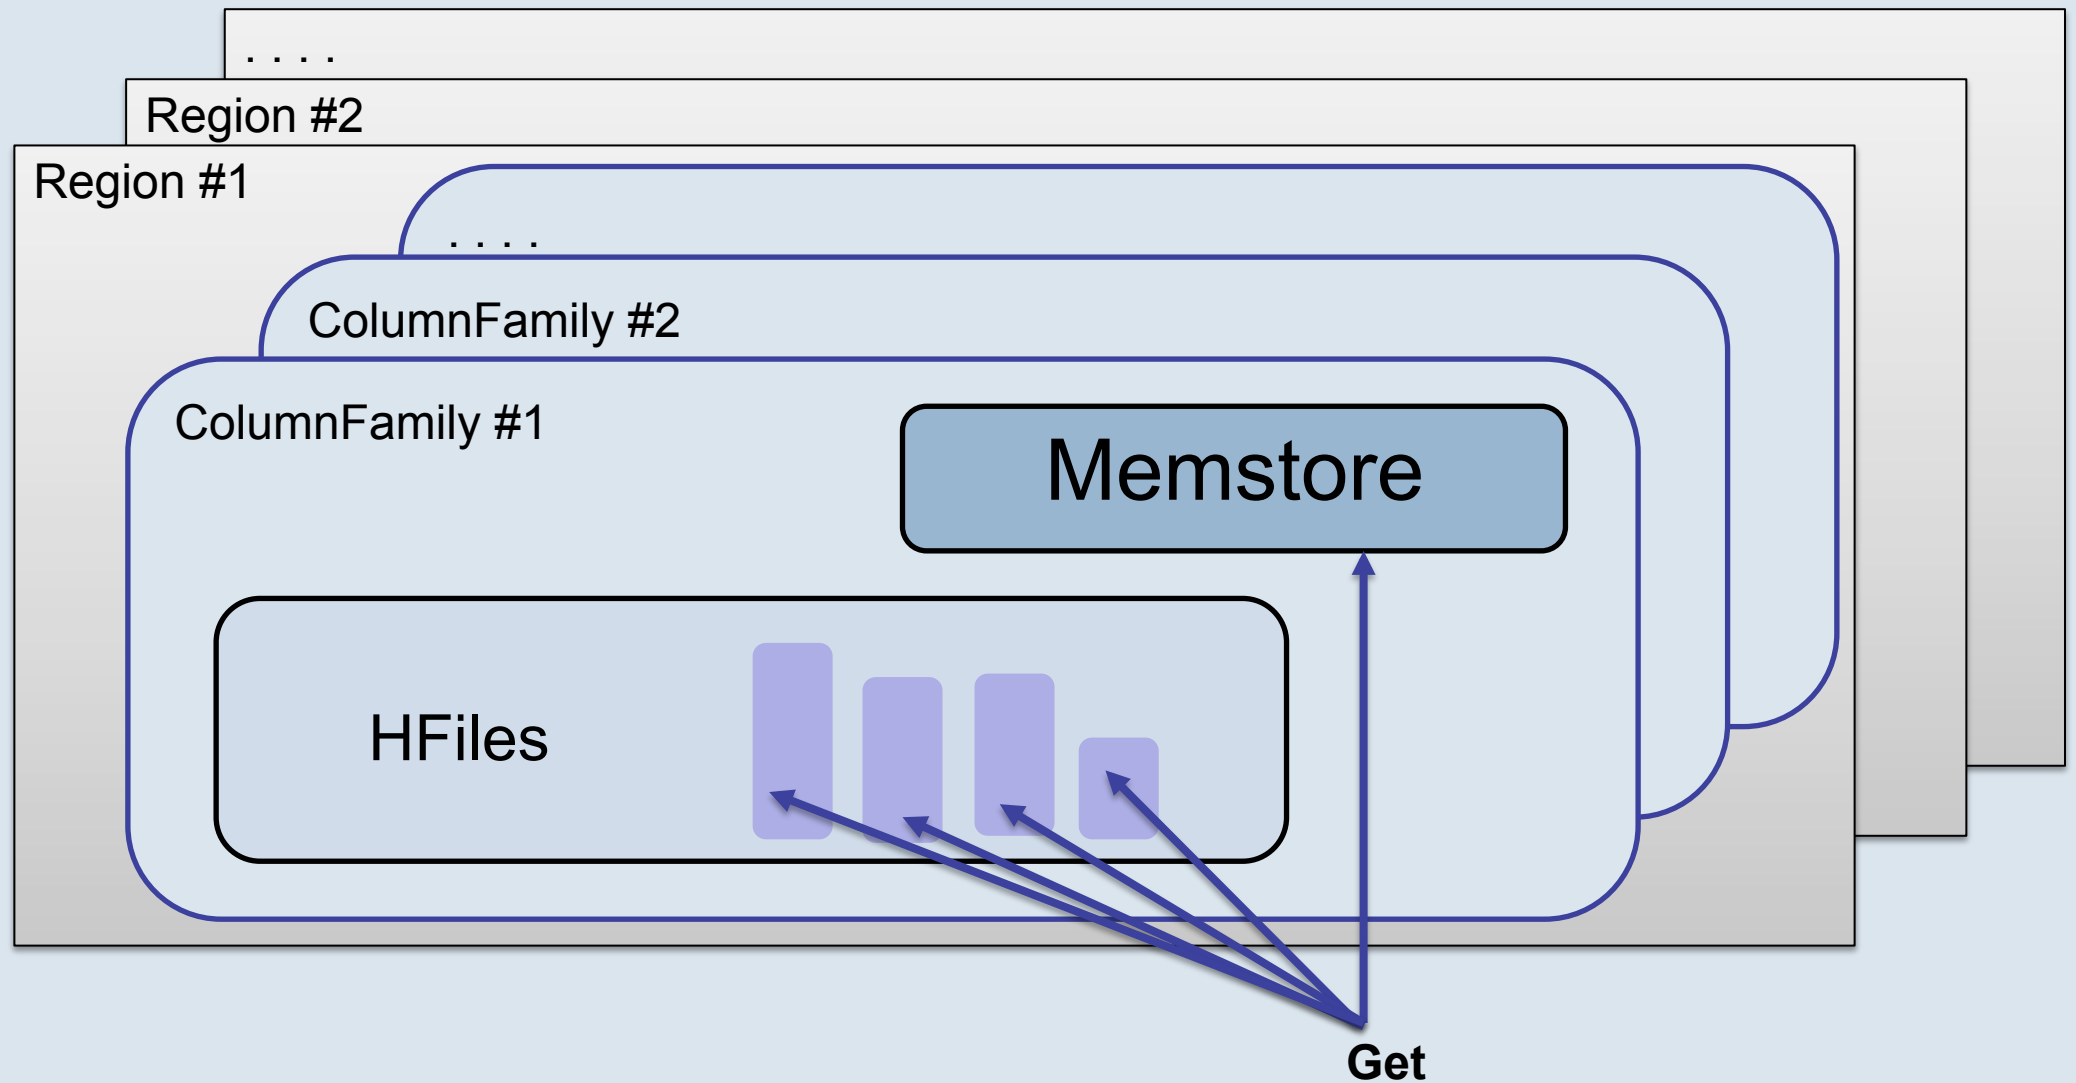 . . . .
Region #2
Region #1
. . . .
ColumnFamily #2
ColumnFamily #1
Memstore
HFiles
Get